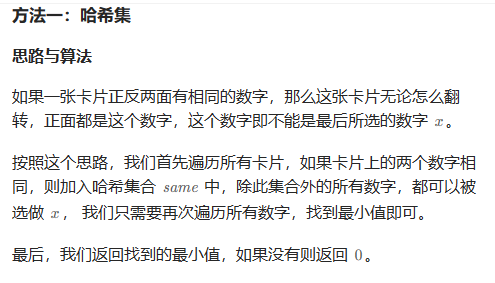 方法一：哈希集
思路与算法
如果一张卡片正反两面有相同的数字，那么这张卡片无论怎么翻
转，正面都是这个数字，这个数字即不能是最后所选的数字 x。
按照这个思路，我们首先遍历所有卡片，如果卡片上的两个数字相
同，则加入哈希集合 same 中，除此集合外的所有数字，都可以被
选做 x， 我们只需要再次遍历所有数字，找到最小值即可。
最后，我们返回找到的最小值，如果没有则返回 0。